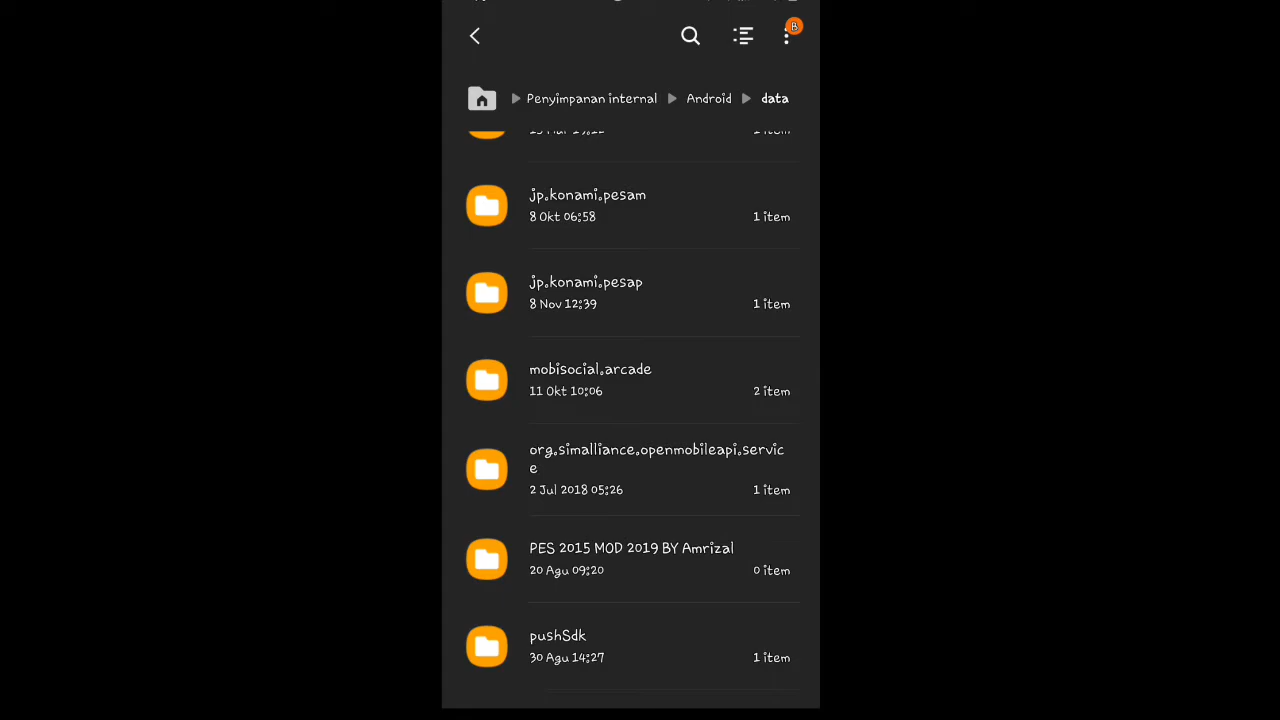 B
Penyimpanan internal
Android
data
jp.konami.pesam
8 Okt 06:58
1 item
jp.konami.pesap
8 Nov 12:39
1 item
mobisocial.arcade
11 Okt 10:06
2 item
org.simalliance.openmobileapi.servic
e
2 Jul 2018 05:26
1 item
PES 2015 MOD 2019 BY Amrizal
20 Agu 09:20
0 item
pushSdk
30 Agu 14:27
1 item